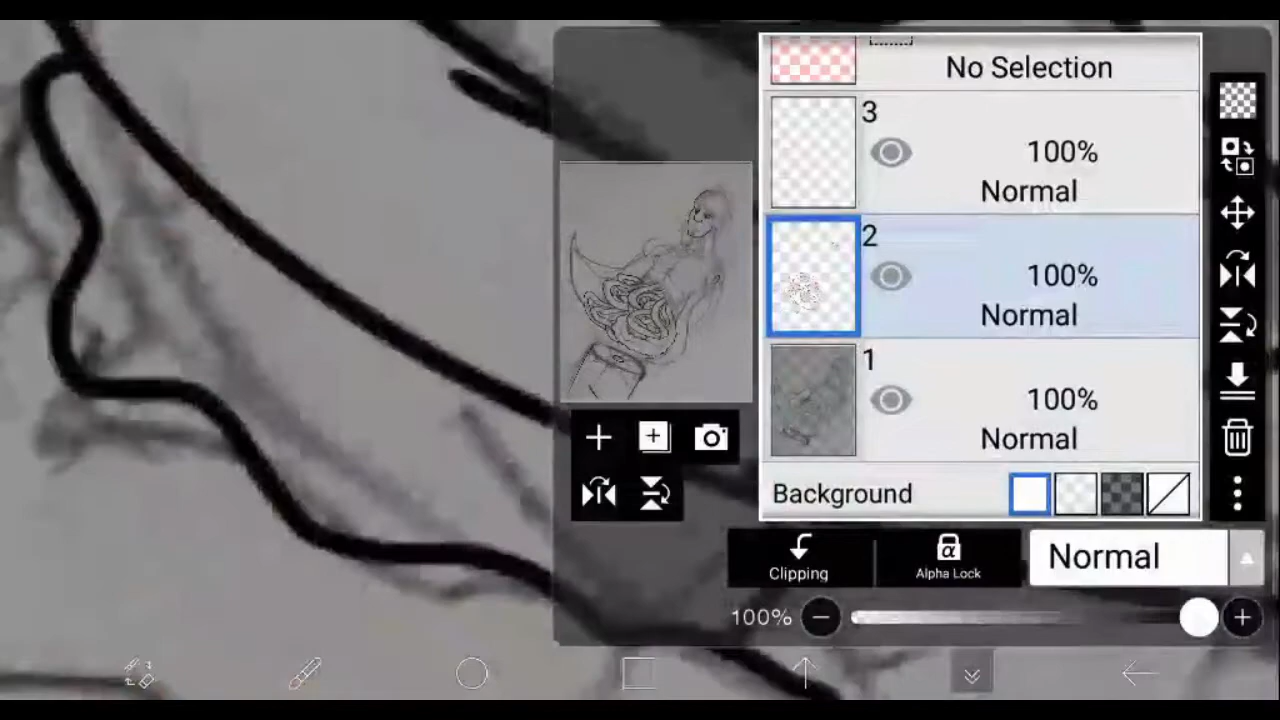 No Selection
3
100%
Normal
2
100%
Normal
1
100%
Normal
Background
Clipping
α
Alpha Lock
Normal
100%